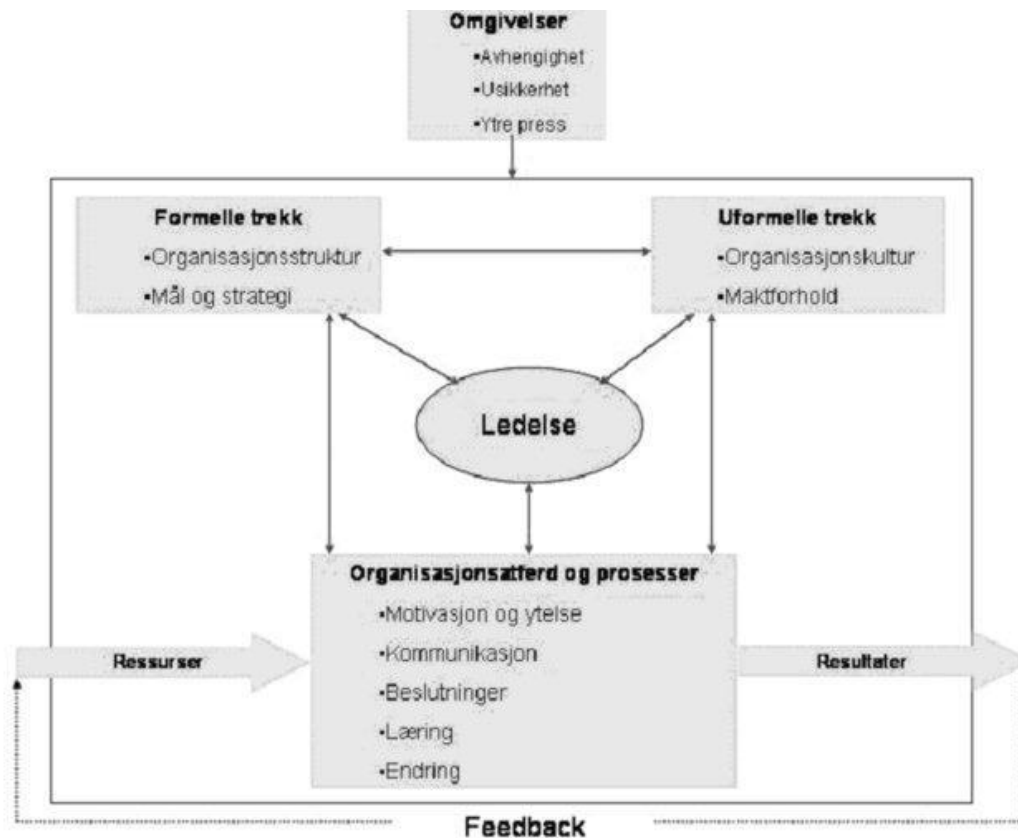 Omgivelser
▪Avhengighet
▪Usikkerhet
▪Ytre press
Formelle trekk
▪Organisasjonsstruktur
▪Mål og strategi
Uformelle trekk
▪Organisasjonskultur
▪Maktforhold
Ledelse
Organisasjonsatferd og prosesser
▪Motivasjon og ytelse
▪Kommunikasjon
▪Beslutninger
▪Læring
▪Endring
Ressurser
Resultater
Feedback